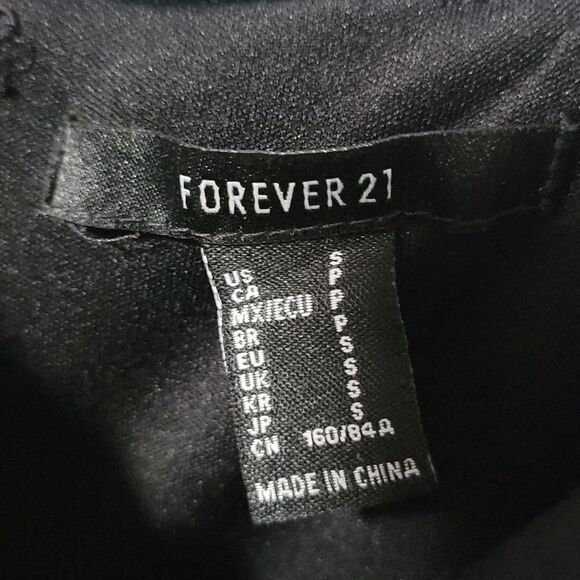 FOREVER 21
US S
CA P
MX/ECU P
BR P
EU S
UK S
KR S
JP S
CN 160/84A
MADE IN CHINA